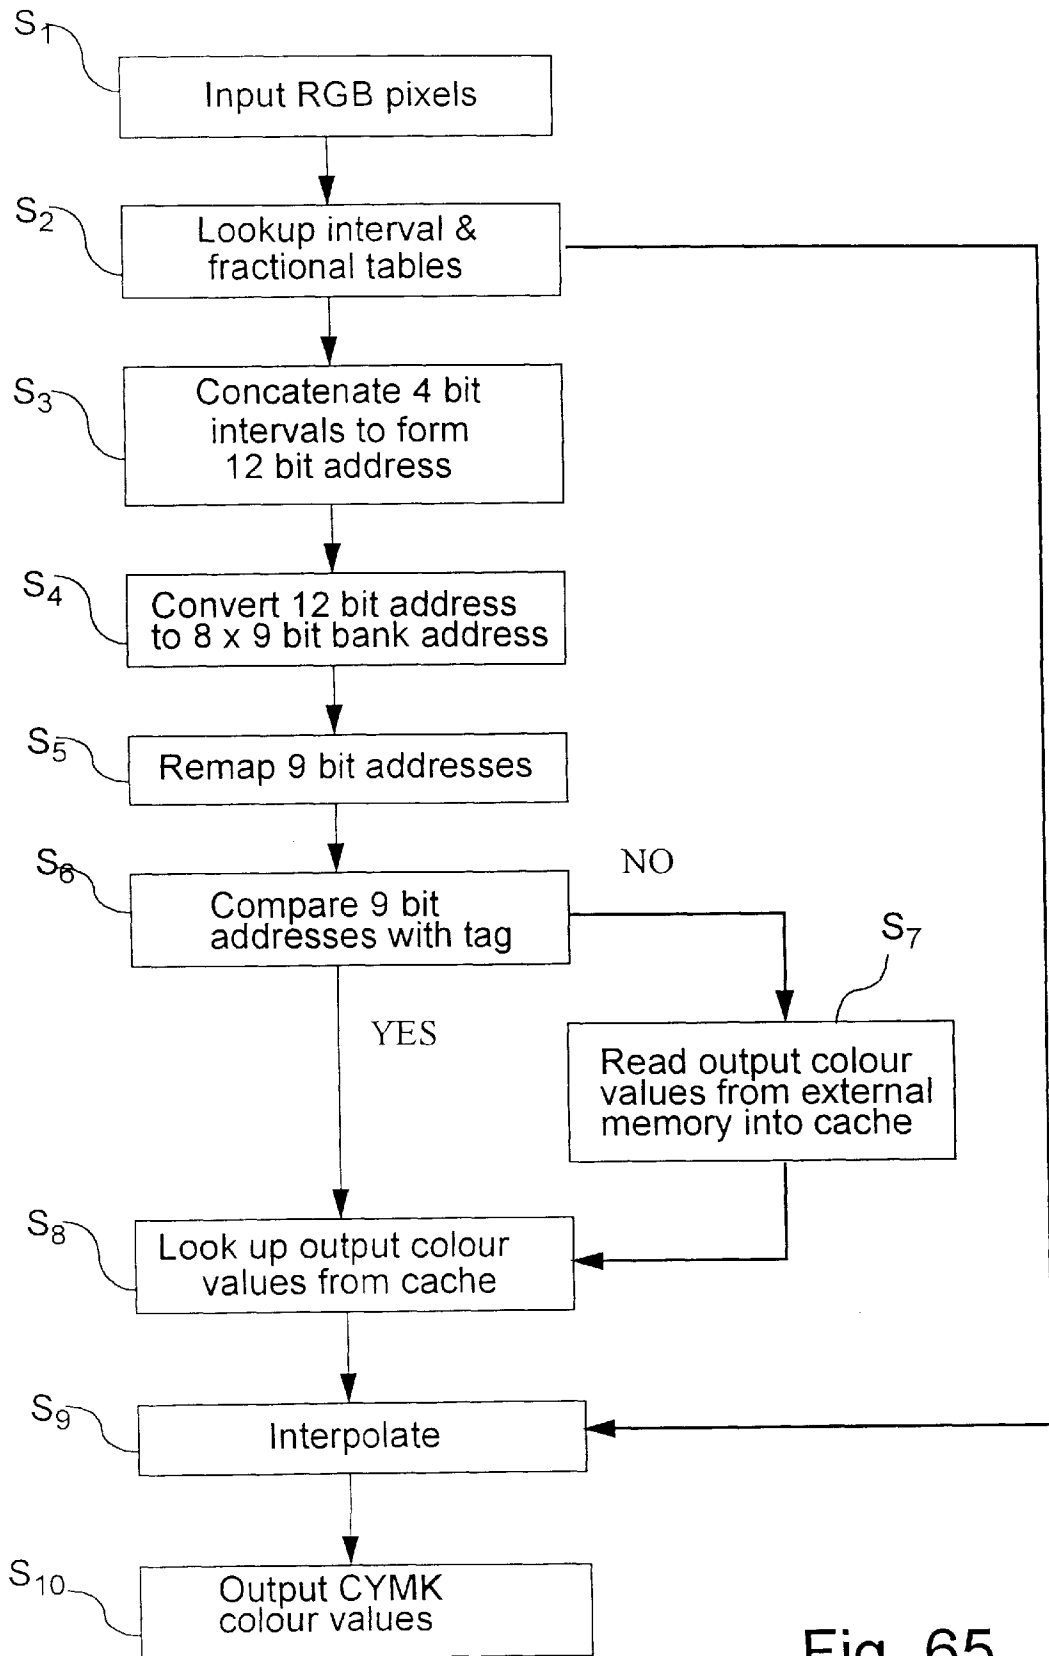 S1
Input RGB pixels
S2
Lookup interval &
fractional tables
S3
Concatenate 4 bit
intervals to form
12 bit address
S4
Convert 12 bit address
to 8 x 9 bit bank address
S5
Remap 9 bit addresses
S6
Compare 9 bit
addresses with tag
NO
YES
S7
Read output colour
values from external
memory into cache
S8
Look up output colour
values from cache
S9
Interpolate
S10
Output CYMK
colour values
Fig. 65